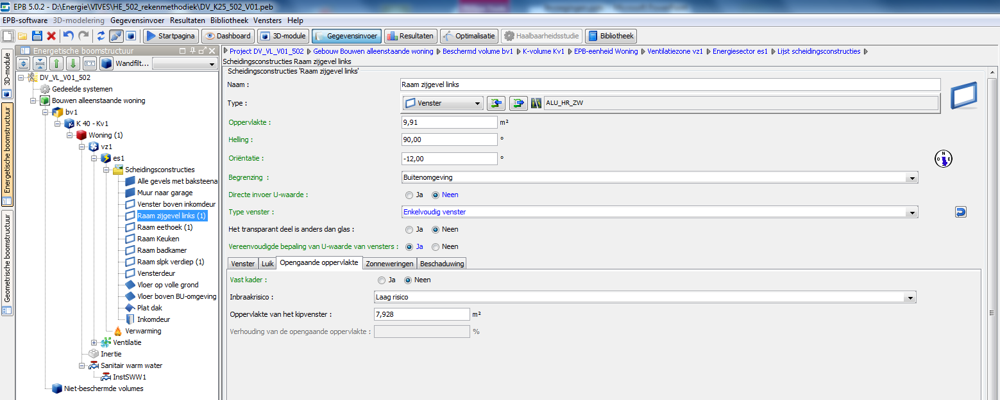 EPB 5.0.2 - D:\Energie\VIVES\HE_502_rekenmethodiek\DV_K25_502_V01.peb
EPB-software 3D-modelering Gegevensinvoer Resultaten Bibliotheek Vensters Help
Startpagina Dashboard 3D-module Gegevensinvoer Resultaten Optimalisatie Haalbaarheidsstudie Bibliotheek
3D-module
Energetische boomstructuur
Geometrische boomstructuur
Energetische boomstructuur
Wandfilt...
DV_VL_V01_502
Gedeelde systemen
Bouwen alleenstaande woning
bv1
K 40 - Kv1
Woning (1)
vz1
es1
Scheidingsconstructies
Alle gevels met baksteena
Muur naar garage
Venster boven inkomdeur
Raam zijgevel links (1)
Raam eethoek (1)
Raam Keuken
Raam badkamer
Raam slpk verdiep (1)
Vensterdeur
Vloer op volle grond
Vloer boven BU-omgeving
Plat dak
Inkomdeur
Verwarming
Ventilatie
Inertie
Sanitair warm water
InstSWW1
Niet-beschermde volumes
Project DV_VL_V01_502 Gebouw Bouwen alleenstaande woning Beschermd volume bv1 K-volume Kv1 EPB-eenheid Woning Ventilatiezone vz1 Energiesector es1 Lijst scheidingsconstructies
Scheidingsconstructies Raam zijgevel links
Scheidingsconstructies 'Raam zijgevel links'
Naam : Raam zijgevel links
Type : Venster ALU_HR_ZW
Oppervlakte : 9,91 m²
Helling : 90,00 °
Oriëntatie : -12,00 °
N
O E
Begrenzing : Buitenomgeving
Directe invoer U-waarde : Ja Neen
Type venster : Enkelvoudig venster
Het transparant deel is anders dan glas : Ja Neen
Vereenvoudigde bepaling van U-waarde van vensters : Ja Neen
Venster Luik Opengaande oppervlakte Zonneweringen Beschaduwing
Vast kader : Ja Neen
Inbraakrisico : Laag risico
Oppervlakte van het kipvenster : 7,928 m²
Verhouding van de opengaande oppervlakte : %